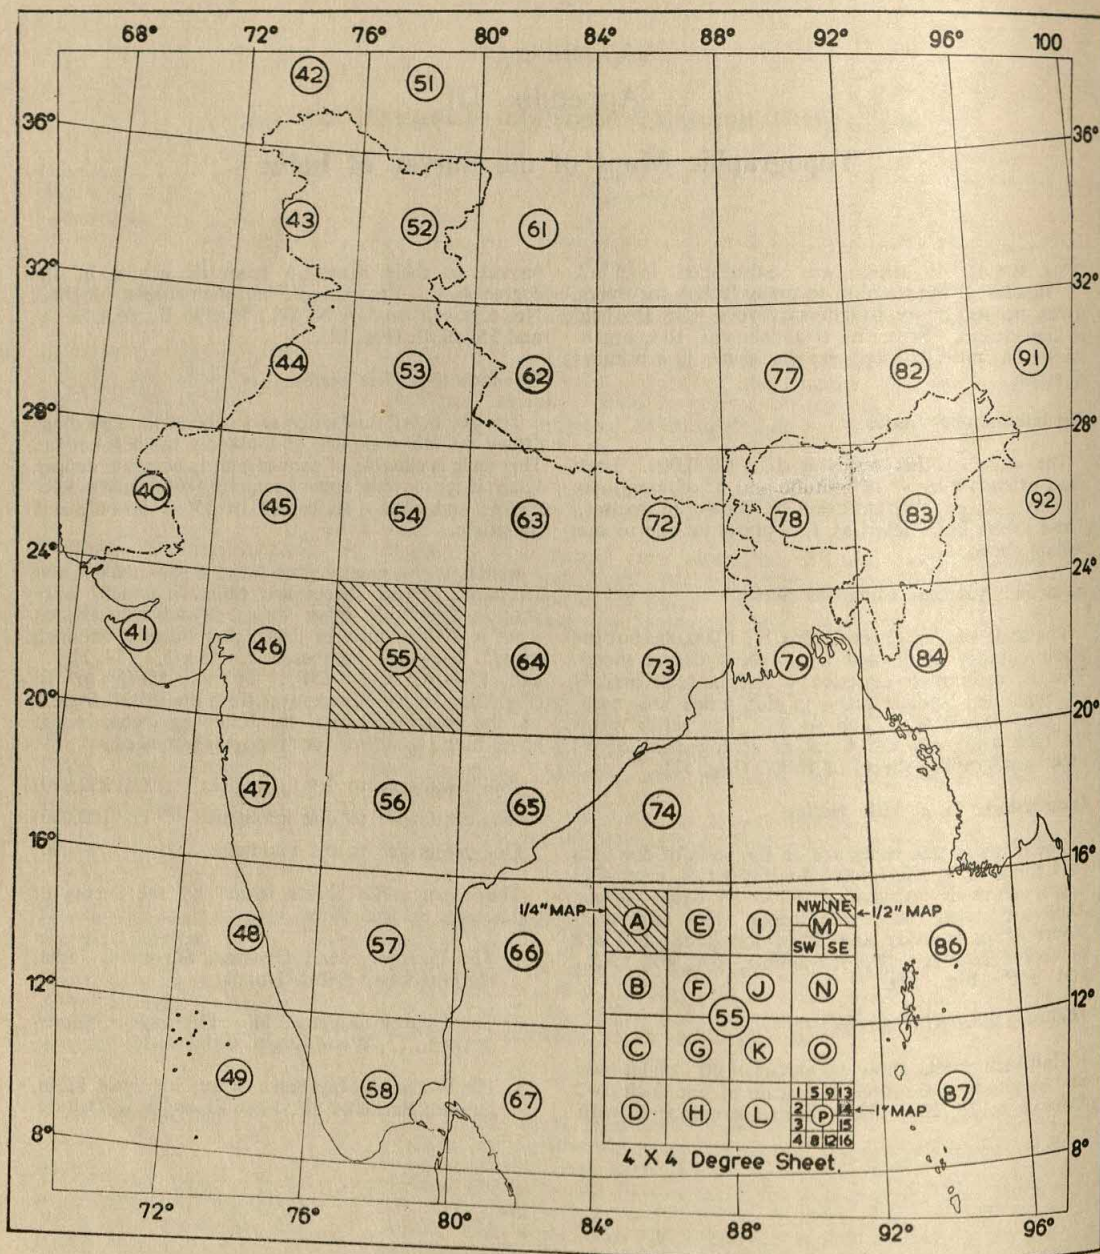 68° 72° 76° 80° 84° 88° 92° 96° 100
42 51
36° 36°
43 52 61
32° 32°
44 53 62 77 82 91
28° 28°
40 45 54 63 72 78 83 92
24° 24°
41 46 55 64 73 79 84
20° 20°
47 56 65 74
16° 16°
48 57 66 86
1/4" MAP A E I NW NE M SW SE 1/2" MAP
B F J N
55
12° 12°
C G K O
49 58 67 87
D H L P 1" MAP
1 5 9 13
2 14
3 15
4 8 12 16
8° 8°
4 X 4 Degree Sheet.
72° 76° 80° 84° 88° 92° 96°